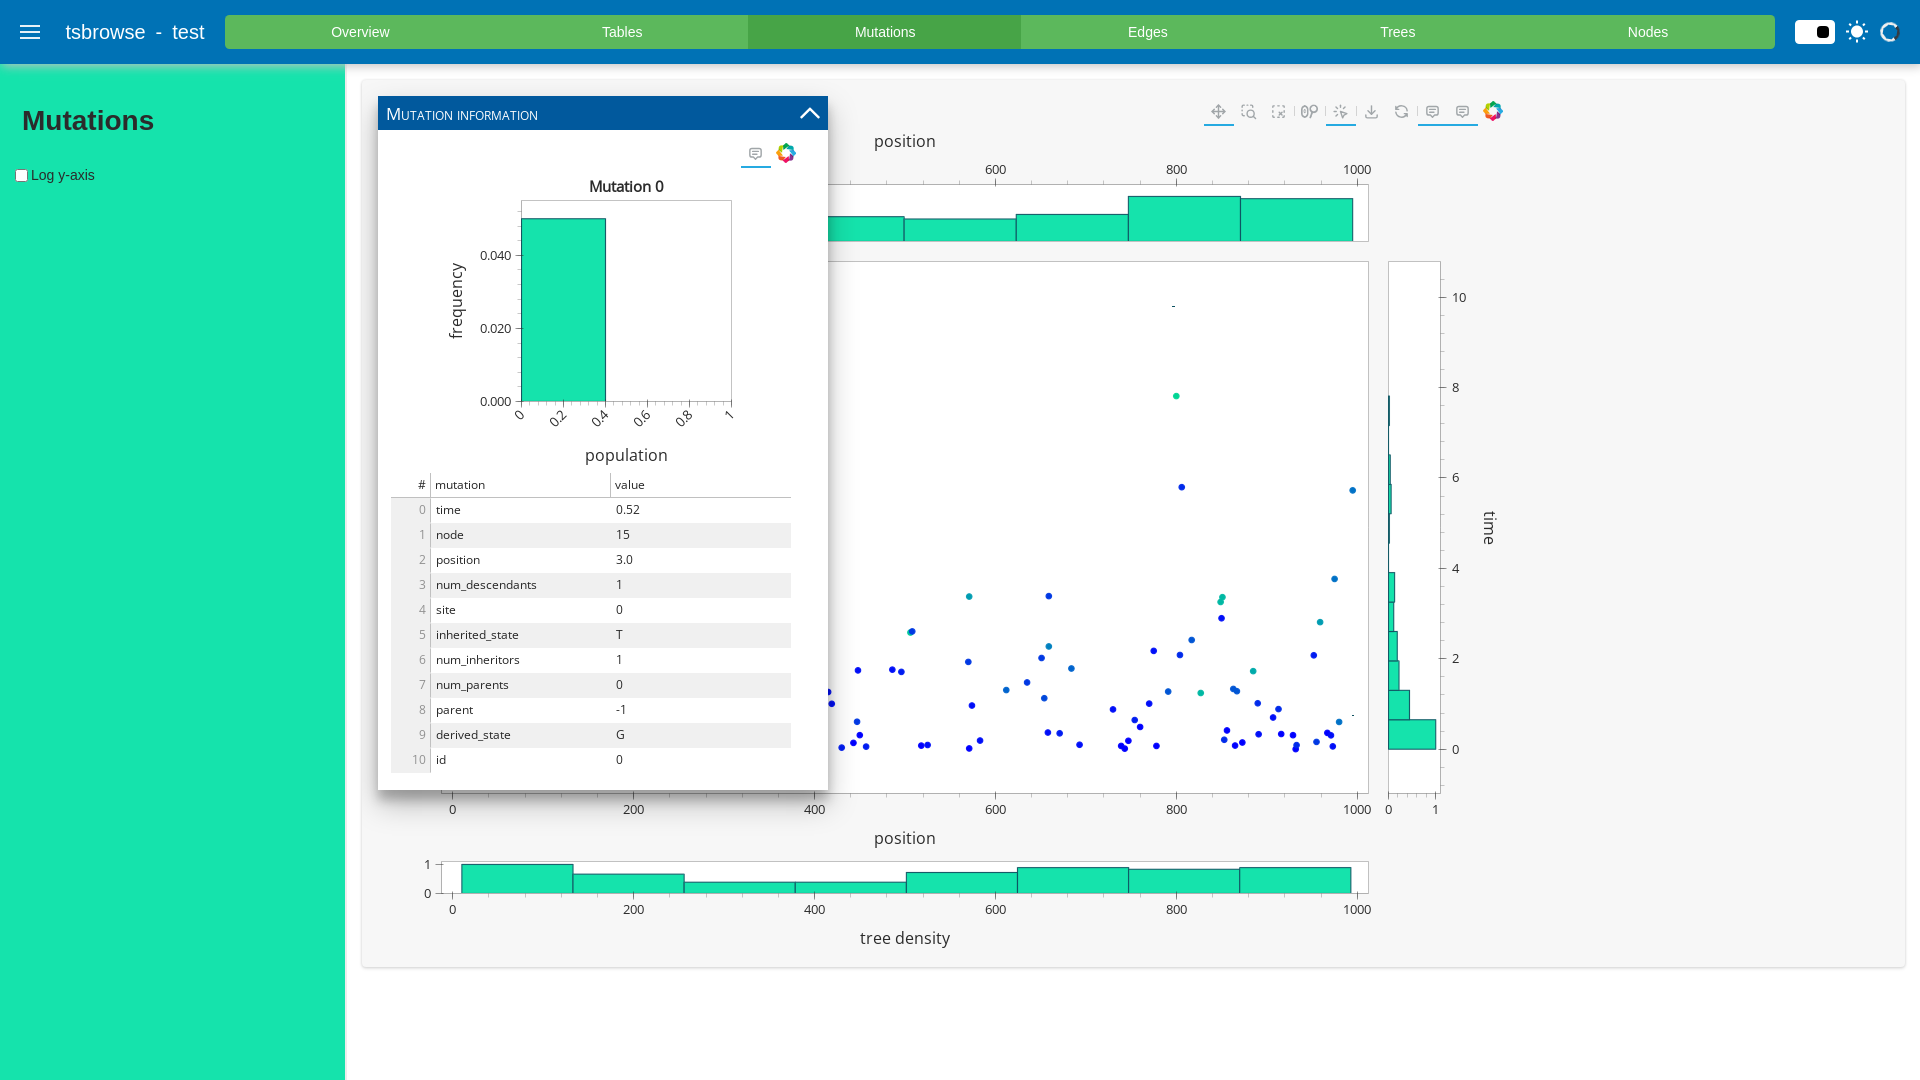 tsbrowse - test
Overview
Tables
Mutations
Edges
Trees
Nodes
Mutations
Log y-axis
Mutation information
Mutation 0
frequency
0.040
0.020
0.000
0
0.2
0.4
0.6
0.8
1
population
# mutation value
0 time 0.52
1 node 15
2 position 3.0
3 num_descendants 1
4 site 0
5 inherited_state T
6 num_inheritors 1
7 num_parents 0
8 parent -1
9 derived_state G
10 id 0
position
600 800 1000
10
8
6
4
2
0
time
0 1
0 200 400 600 800 1000
position
1
0
0 200 400 600 800 1000
tree density